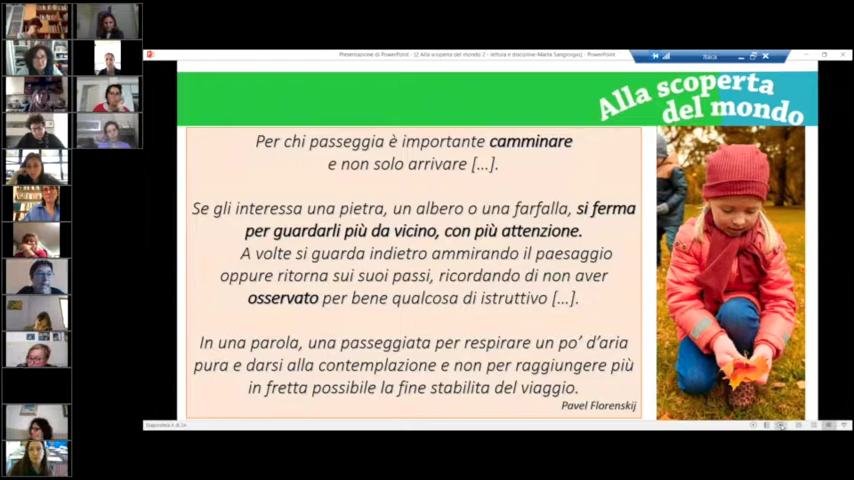 Presentazione di PowerPoint - [2 Alla scoperta del mondo 2 - lettura e discussione-Marta Sangiorgio] - PowerPoint
Itaca
Alla scoperta
del mondo
Per chi passeggia è importante camminare
e non solo arrivare […].
Se gli interessa una pietra, un albero o una farfalla, si ferma
per guardarli più da vicino, con più attenzione.
A volte si guarda indietro ammirando il paesaggio
oppure ritorna sui suoi passi, ricordando di non aver
osservato per bene qualcosa di istruttivo […].
In una parola, una passeggiata per respirare un po’ d’aria
pura e darsi alla contemplazione e non per raggiungere più
in fretta possibile la fine stabilita del viaggio.
Pavel Florenskij